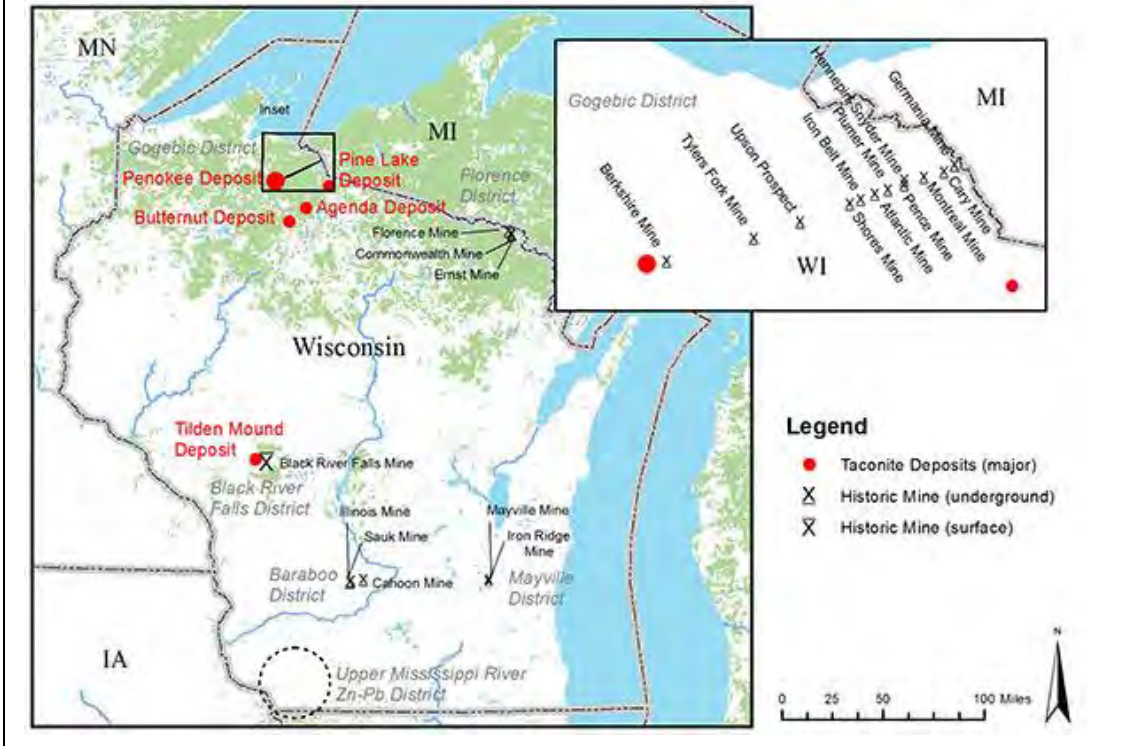 MN
Inset
MI
Gogebic District
Penokee Deposit
Pine Lake
Deposit
Florence
District
Butternut Deposit
Agenda Deposit
Florence Mine
Commonwealth Mine
Ernst Mine
Wisconsin
Tilden Mound
Deposit
Black River Falls Mine
Black River
Falls District
Illinois Mine
Sauk Mine
Baraboo
District
Cahoon Mine
Mayville Mine
Iron Ridge
Mine
Mayville
District
IA
Upper Mississippi River
Zn-Pb District
Gogebic District
MI
WI
Berkshire Mine
Tylers Fork Mine
Upson Prospect
Iron Belt Mine
Plumer Mine
Hennepin Snyder Mine
Germania Mine
Shores Mine
Atlantic Mine
Pence Mine
Montreal Mine
Cary Mine
Legend
Taconite Deposits (major)
Historic Mine (underground)
Historic Mine (surface)
N
0 25 50 100 Miles